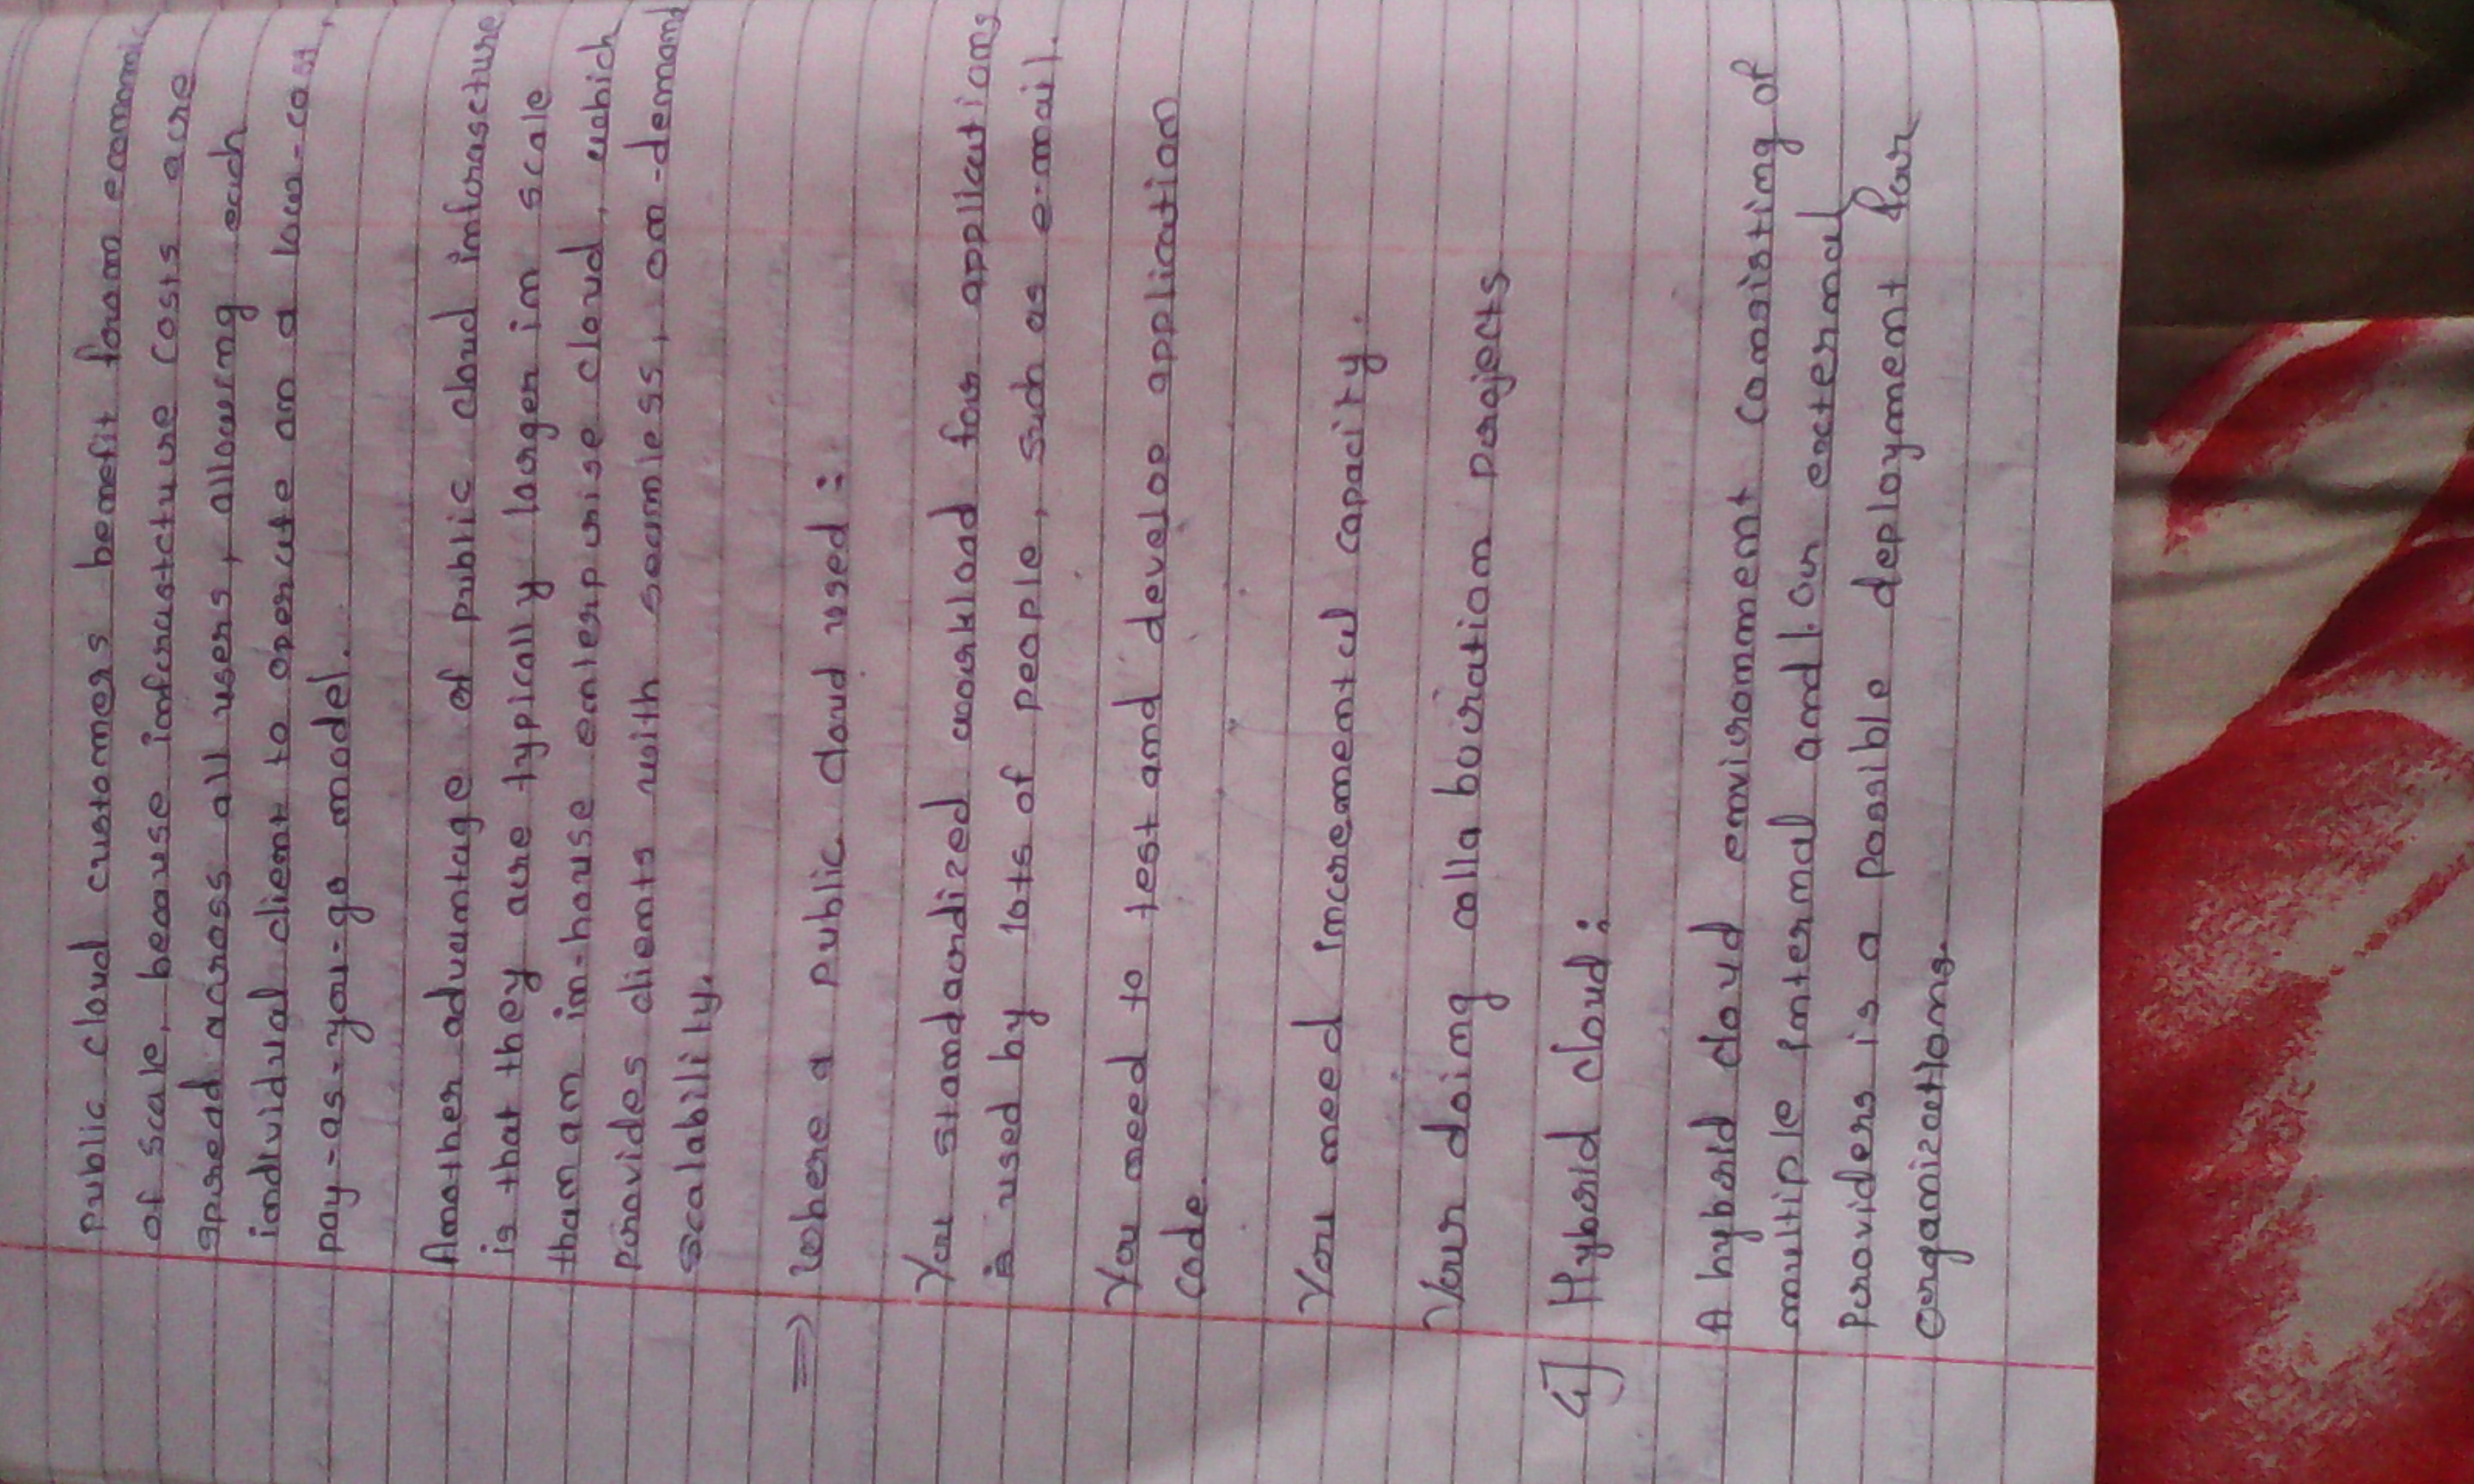 public cloud customers benefit from economic
of scale, because infrastcture costs are
spread across all users, allowing each
individual client to operate on a low-cost,
pay-as-you-go model.
Another advantage of public cloud infrascture
is that they are typically larger in scale
than an in-house enterprise cloud, which
provides clients with seamless, on-demand
scalability.
⇒ Where a public cloud used :
You standardized workload for applications
is used by lots of people, such as e-mail.
You need to test and develop application
code.
You need incremental capacity.
Your doing colla boration projects
4] Hybrid cloud :
A hybrid cloud environment consisting of
multiple internal and/or external
Providers is a possible deployment for
organizations.